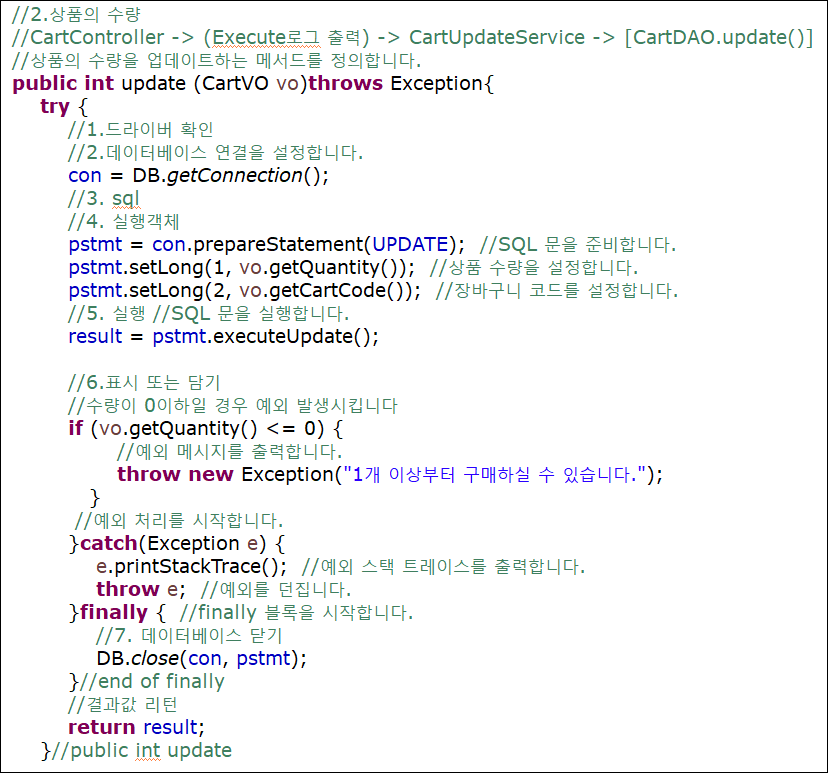 //2.상품의 수량
//CartController -> (Execute로그 출력) -> CartUpdateService -> [CartDAO.update()]
//상품의 수량을 업데이트하는 메서드를 정의합니다.
public int update (CartVO vo)throws Exception{
try {
//1.드라이버 확인
//2.데이터베이스 연결을 설정합니다.
con = DB.getConnection();
//3. sql
//4. 실행객체
pstmt = con.prepareStatement(UPDATE); //SQL 문을 준비합니다.
pstmt.setLong(1, vo.getQuantity()); //상품 수량을 설정합니다.
pstmt.setLong(2, vo.getCartCode()); //장바구니 코드를 설정합니다.
//5. 실행 //SQL 문을 실행합니다.
result = pstmt.executeUpdate();
//6.표시 또는 담기
//수량이 0이하일 경우 예외 발생시킵니다
if (vo.getQuantity() <= 0) {
//예외 메시지를 출력합니다.
throw new Exception("1개 이상부터 구매하실 수 있습니다.");
}
//예외 처리를 시작합니다.
}catch(Exception e) {
e.printStackTrace(); //예외 스택 트레이스를 출력합니다.
throw e; //예외를 던집니다.
}finally { //finally 블록을 시작합니다.
//7. 데이터베이스 닫기
DB.close(con, pstmt);
}//end of finally
//결과값 리턴
return result;
}//public int update